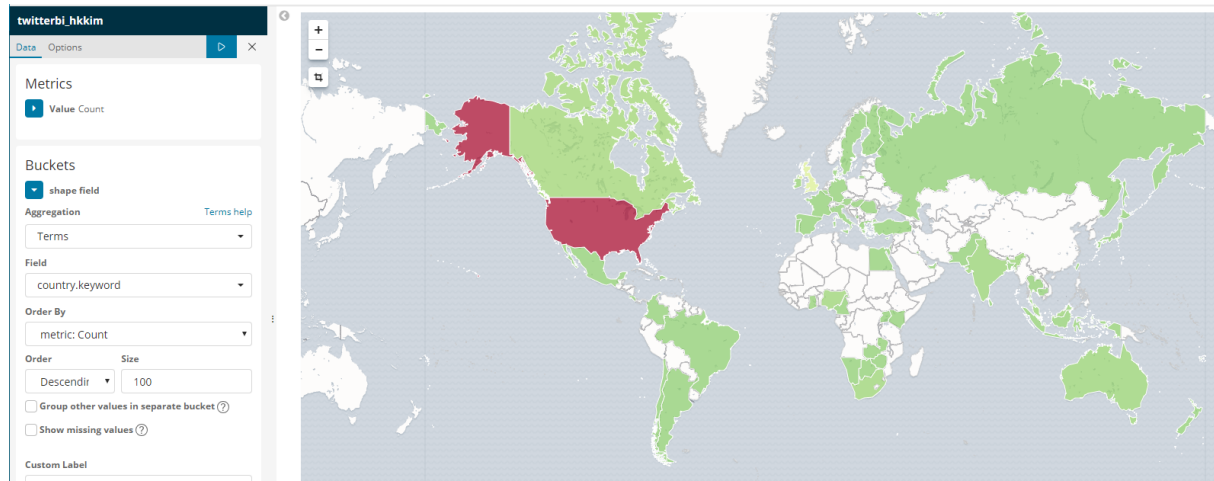 twitterbi_hkkim
Data Options
Metrics
Value Count
Buckets
shape field
Aggregation Terms help
Terms
Field
country.keyword
Order By
metric: Count
Order Size
Descendir 100
Group other values in separate bucket ?
Show missing values ?
Custom Label
+
−